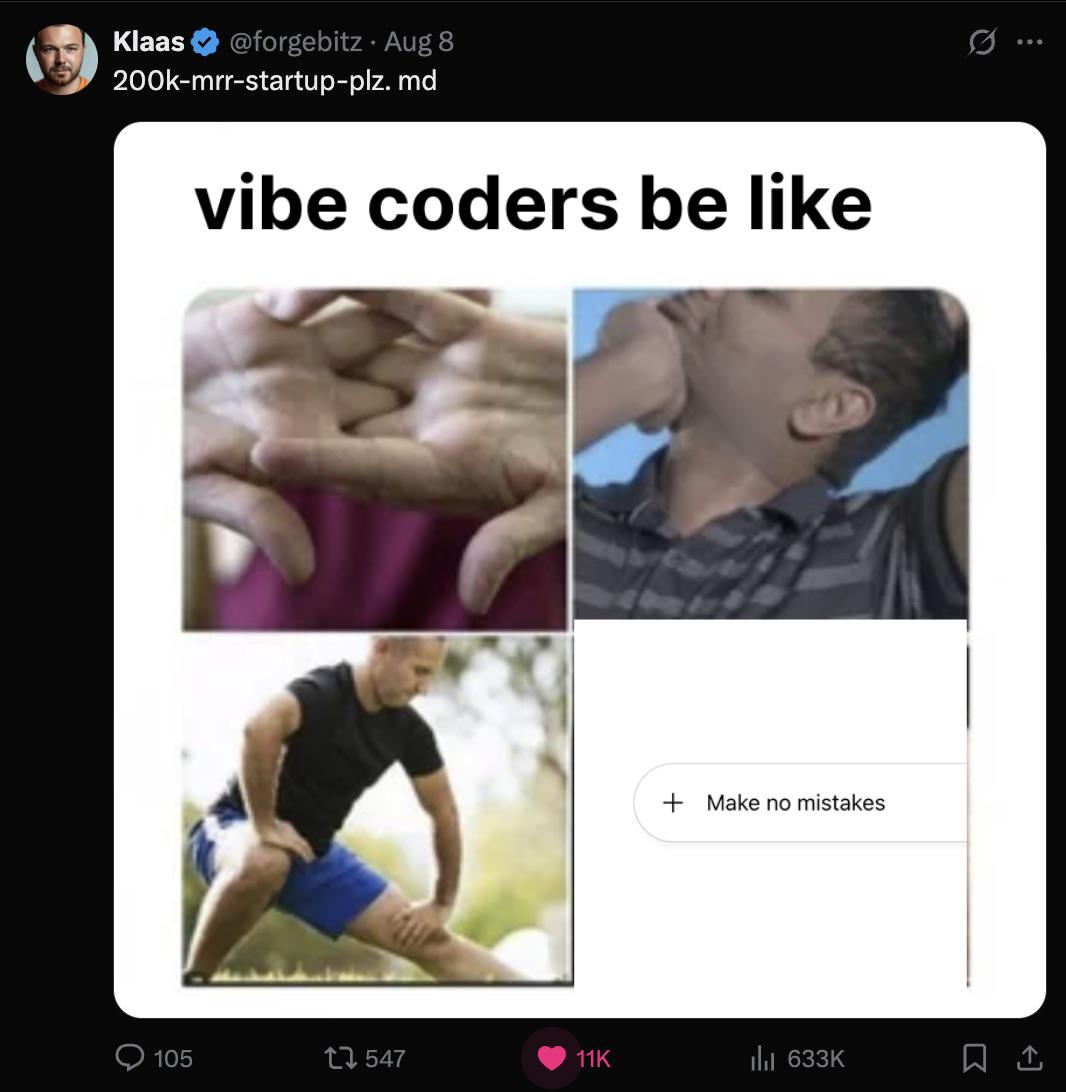 Klaas @forgebitz · Aug 8
200k-mrr-startup-plz. md
vibe coders be like
+ Make no mistakes
105 547 11K 633K